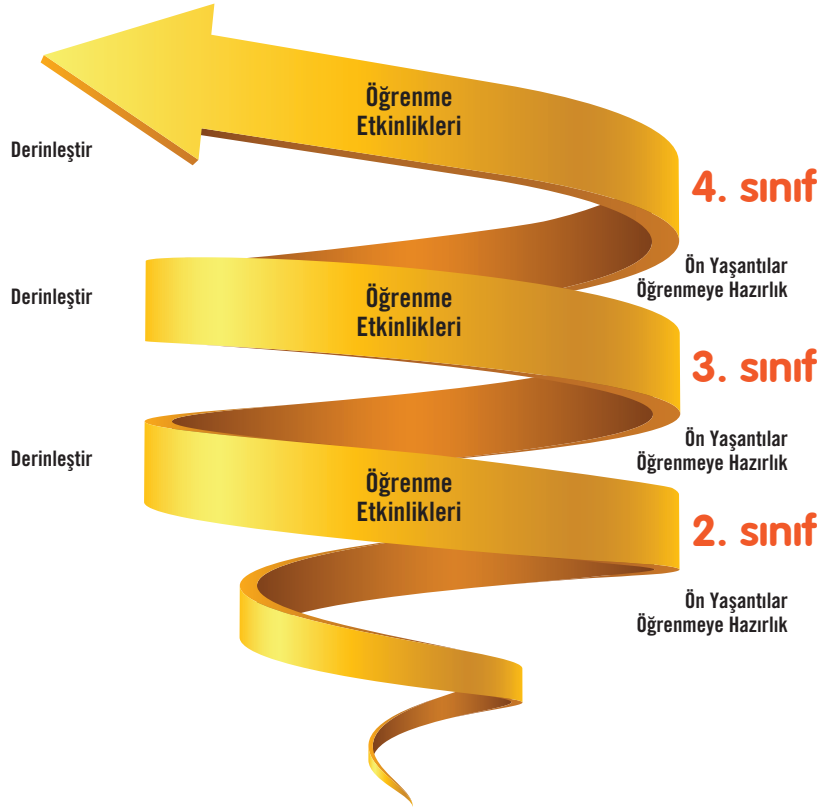 Öğrenme
Etkinlikleri
Derinleştir
4. sınıf
Ön Yaşantılar
Öğrenmeye Hazırlık
Derinleştir
Öğrenme
Etkinlikleri
3. sınıf
Ön Yaşantılar
Öğrenmeye Hazırlık
Derinleştir
Öğrenme
Etkinlikleri
2. sınıf
Ön Yaşantılar
Öğrenmeye Hazırlık